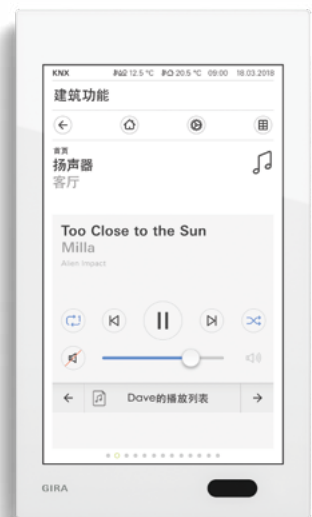 KNX 12.5 °C 20.5 °C 09:00 18.03.2018
建筑功能
首页
扬声器
客厅
Too Close to the Sun
Milla
Alien Impact
Dave的播放列表
GIRA